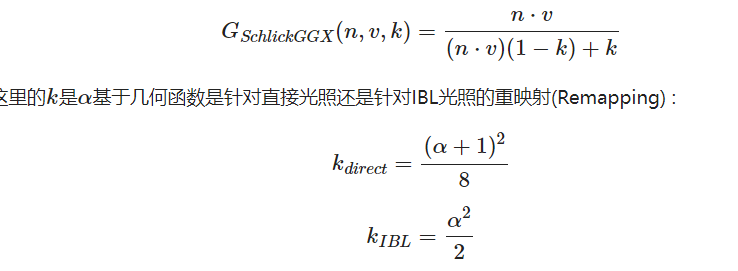 G_{SchlickGGX}(n, v, k) = \frac{n \cdot v}{(n \cdot v)(1 - k) + k}
这里的k是α基于几何函数是针对直接光照还是针对IBL光照的重映射(Remapping) :
k_{direct} = \frac{(α + 1)^2}{8}
k_{IBL} = \frac{α^2}{2}